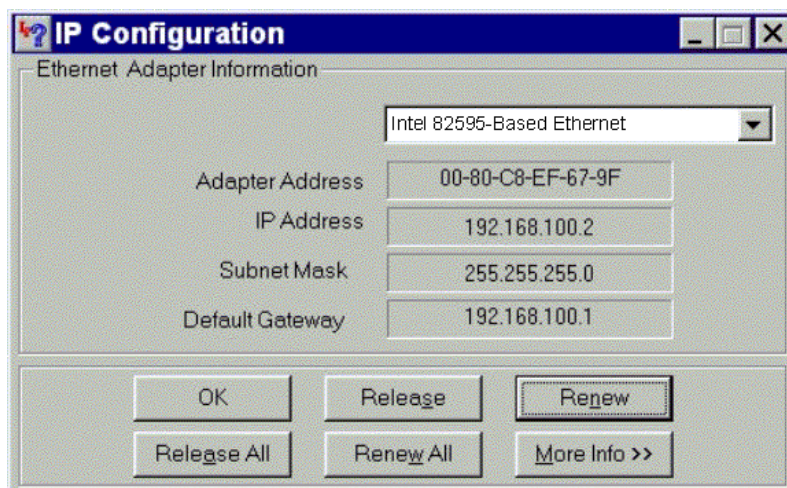 IP Configuration
Ethernet Adapter Information
Intel 82595-Based Ethernet
Adapter Address 00-80-C8-EF-67-9F
IP Address 192.168.100.2
Subnet Mask 255.255.255.0
Default Gateway 192.168.100.1
OK Release Renew
Release All Renew All More Info >>